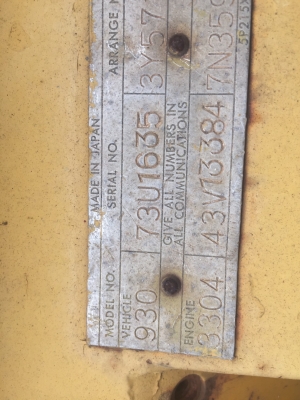 MADE IN JAPAN
MODEL NO. SERIAL NO. ARRANGE. N
VEHICLE
930 73U1635 3Y57
GIVE ALL NUMBERS IN
ALL COMMUNICATIONS
ENGINE
3304 43V13384 7N359